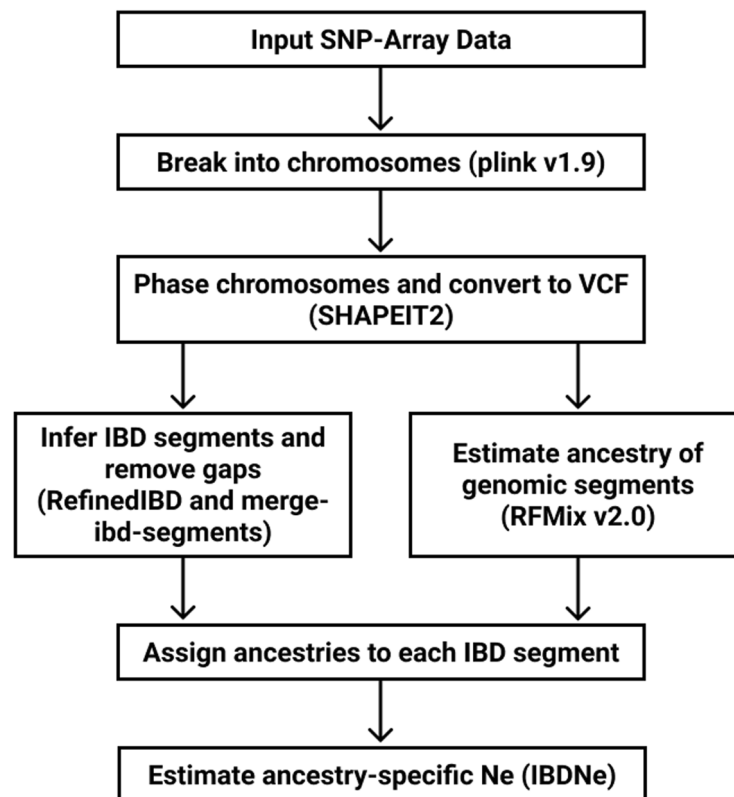 Input SNP-Array Data
Break into chromosomes (plink v1.9)
Phase chromosomes and convert to VCF
(SHAPEIT2)
Infer IBD segments and
remove gaps
(RefinedIBD and merge-
ibd-segments)
Estimate ancestry of
genomic segments
(RFMix v2.0)
Assign ancestries to each IBD segment
Estimate ancestry-specific Ne (IBDNe)